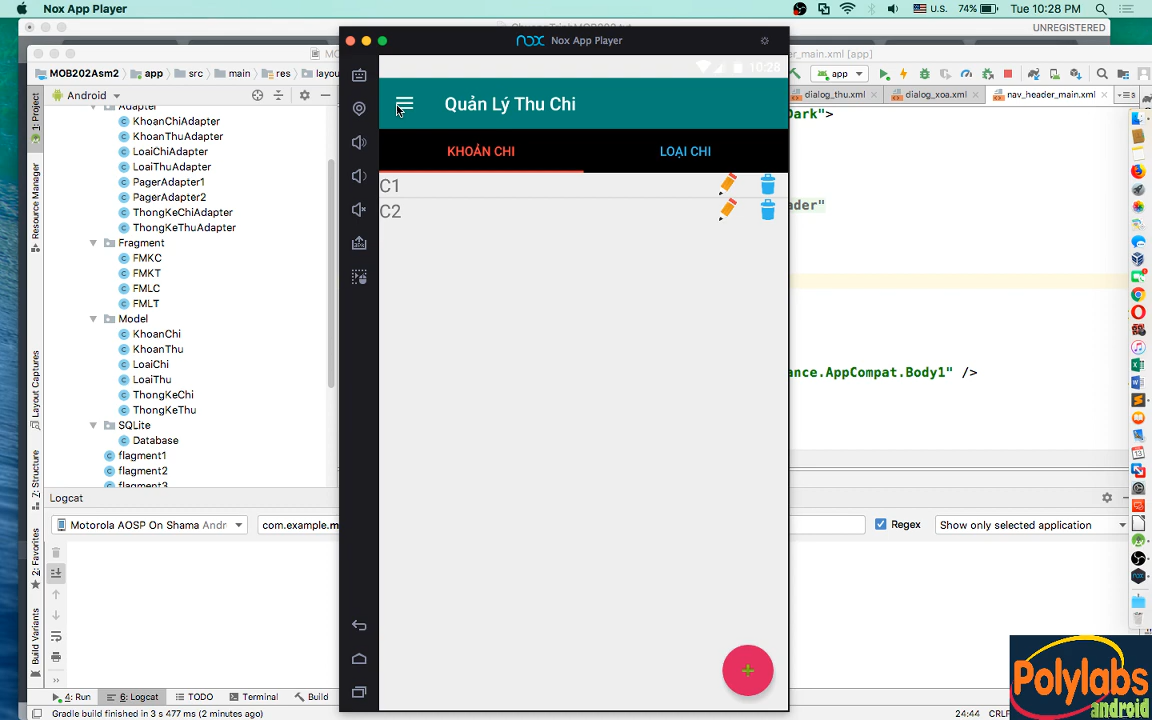 Nox App Player
U.S.
74%
Tue 10:28 PM
UNREGISTERED
Nox App Player
_main.xml [app]
MOB202Asm2
app
src
main
res
layou
app
Android
dialog_thu.xml
dialog_xoa.xml
nav_header_main.xml
1: Project
Resource Manager
Layout Captures
Z: Structure
2: Favorites
Build Variants
Adapter
KhoanChiAdapter
KhoanThuAdapter
LoaiChiAdapter
LoaiThuAdapter
PagerAdapter1
PagerAdapter2
ThongKeChiAdapter
ThongKeThuAdapter
Fragment
FMKC
FMKT
FMLC
FMLT
Model
KhoanChi
KhoanThu
LoaiChi
LoaiThu
ThongKeChi
ThongKeThu
SQLite
Database
flagment1
flagment2
flagment3
10:28
Quản Lý Thu Chi
KHOẢN CHI
LOẠI CHI
C1
C2
Dark">
ader"
ance.AppCompat.Body1" />
Logcat
Motorola AOSP On Shama Andr
com.example.m
Regex
Show only selected application
4: Run
6: Logcat
TODO
Terminal
Build
Gradle build finished in 3 s 477 ms (2 minutes ago)
24:44
CRLF
Polylabs
android